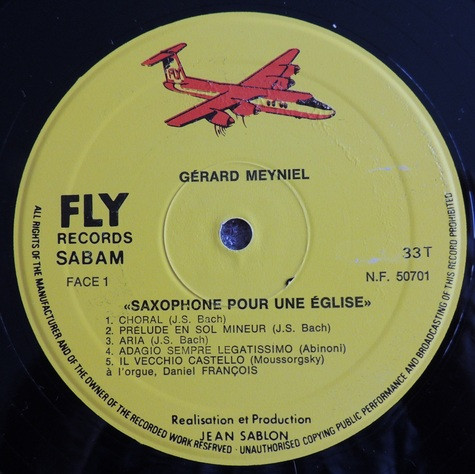 FLY
GÉRARD MEYNIEL
FLY
RECORDS
SABAM
FACE 1
33 T
N.F. 50701
«SAXOPHONE POUR UNE ÉGLISE»
1. CHORAL (J.S. Bach)
2. PRÉLUDE EN SOL MINEUR (J.S. Bach)
3. ARIA (J.S. Bach)
4. ADAGIO SEMPRE LEGATISSIMO (Abinoni)
5. IL VECCHIO CASTELLO (Moussorgsky)
à l'orgue, Daniel FRANÇOIS
Realisation et Production
JEAN SABLON
ALL RIGHTS OF THE MANUFACTURER AND OF THE OWNER OF THE RECORDED WORK RESERVED - UNAUTHORISED COPYING PUBLIC PERFORMANCE AND BROADCASTING OF THIS RECORD PROHIBITED